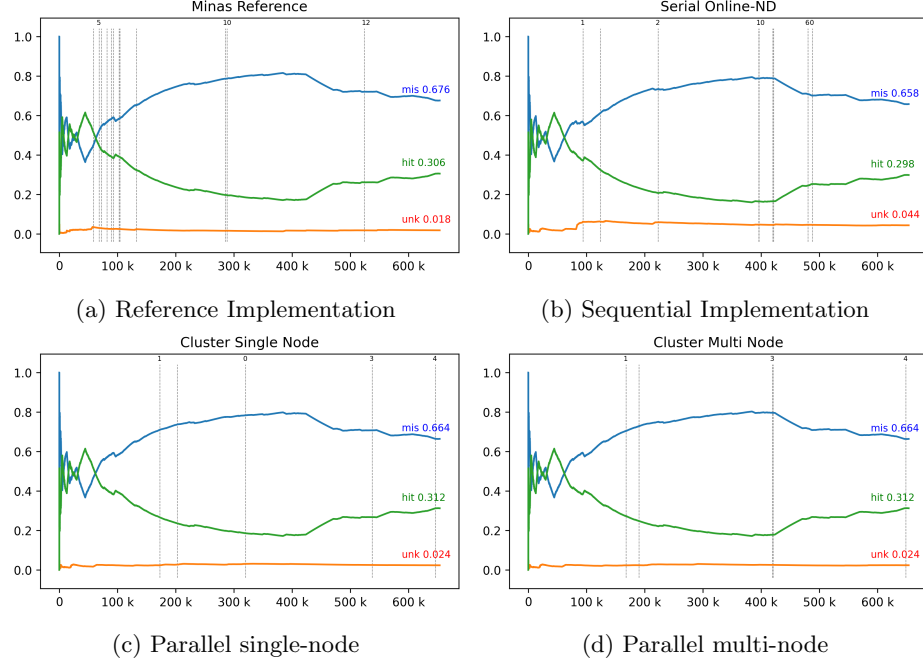 Minas Reference
5 10 12
1.0
0.8
0.6
0.4
0.2
0.0
mis 0.676
hit 0.306
unk 0.018
0 100 k 200 k 300 k 400 k 500 k 600 k
(a) Reference Implementation
Serial Online-ND
1 2 10 60
1.0
0.8
0.6
0.4
0.2
0.0
mis 0.658
hit 0.298
unk 0.044
0 100 k 200 k 300 k 400 k 500 k 600 k
(b) Sequential Implementation
Cluster Single Node
1 0 3 4
1.0
0.8
0.6
0.4
0.2
0.0
mis 0.664
hit 0.312
unk 0.024
0 100 k 200 k 300 k 400 k 500 k 600 k
(c) Parallel single-node
Cluster Multi Node
1 3 4
1.0
0.8
0.6
0.4
0.2
0.0
mis 0.664
hit 0.312
unk 0.024
0 100 k 200 k 300 k 400 k 500 k 600 k
(d) Parallel multi-node